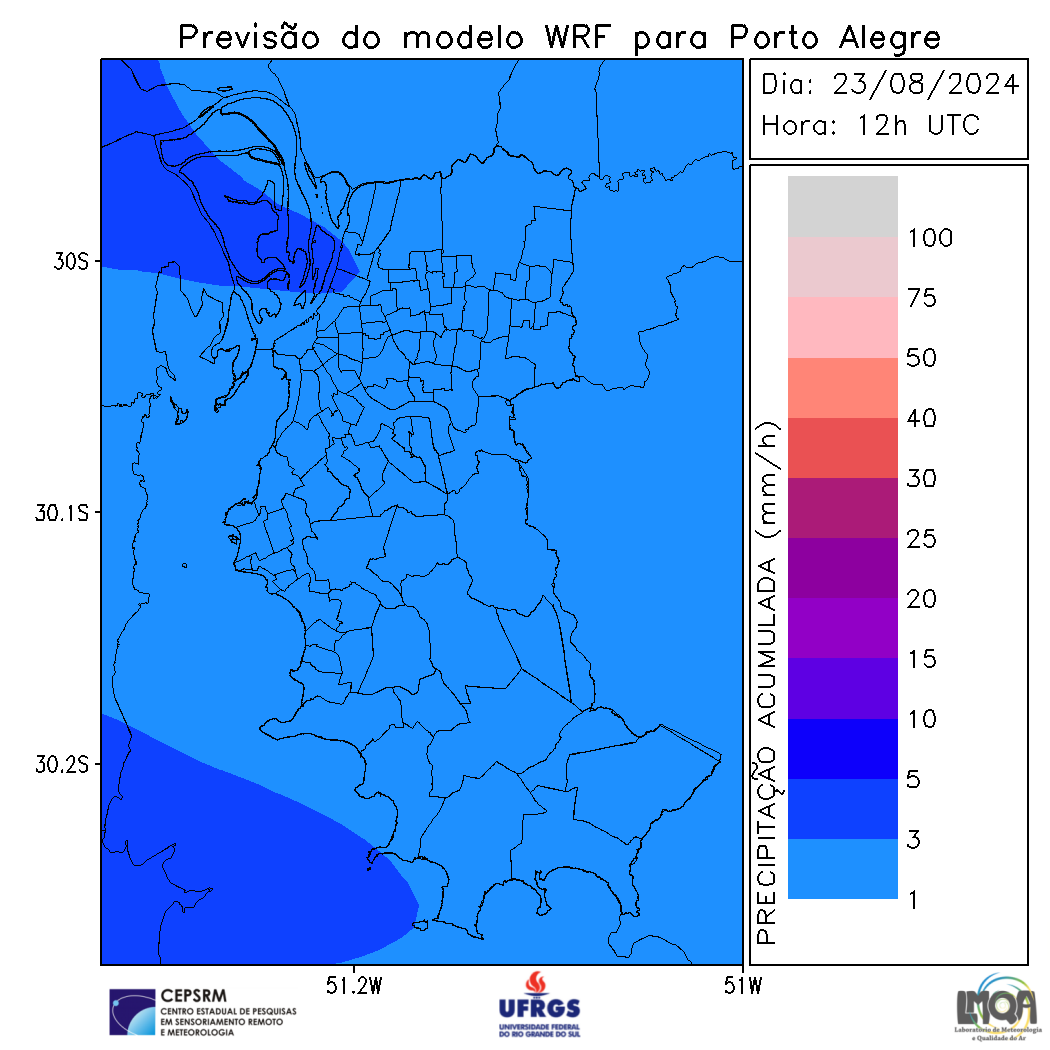 Previsão do modelo WRF para Porto Alegre
Dia: 23/08/2024
Hora: 12h UTC
30S
30.1S
30.2S
51.2W
51W
PRECIPITAÇÃO ACUMULADA (mm/h)
100
75
50
40
30
25
20
15
10
5
3
1
CEPSRM
CENTRO ESTADUAL DE PESQUISAS
EM SENSORIAMENTO REMOTO
E METEOROLOGIA
UFRGS
UNIVERSIDADE FEDERAL
DO RIO GRANDE DO SUL
LMQA
Laboratório de Meteorologia
e Qualidade do Ar